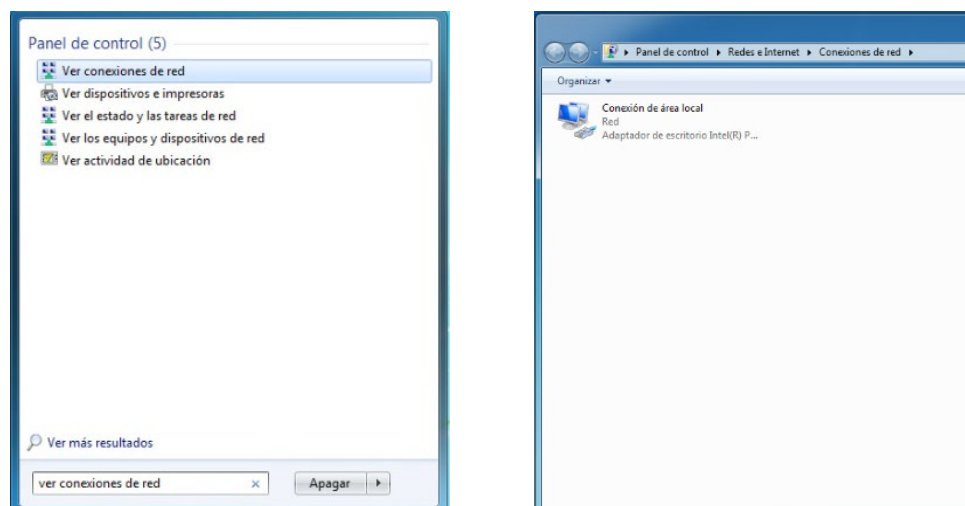 Panel de control (5)
Ver conexiones de red
Ver dispositivos e impresoras
Ver el estado y las tareas de red
Ver los equipos y dispositivos de red
Ver actividad de ubicación
Ver más resultados
ver conexiones de red
Apagar
Panel de control Redes e Internet Conexiones de red
Organizar
Conexión de área local
Red
Adaptador de escritorio Intel(R) P...